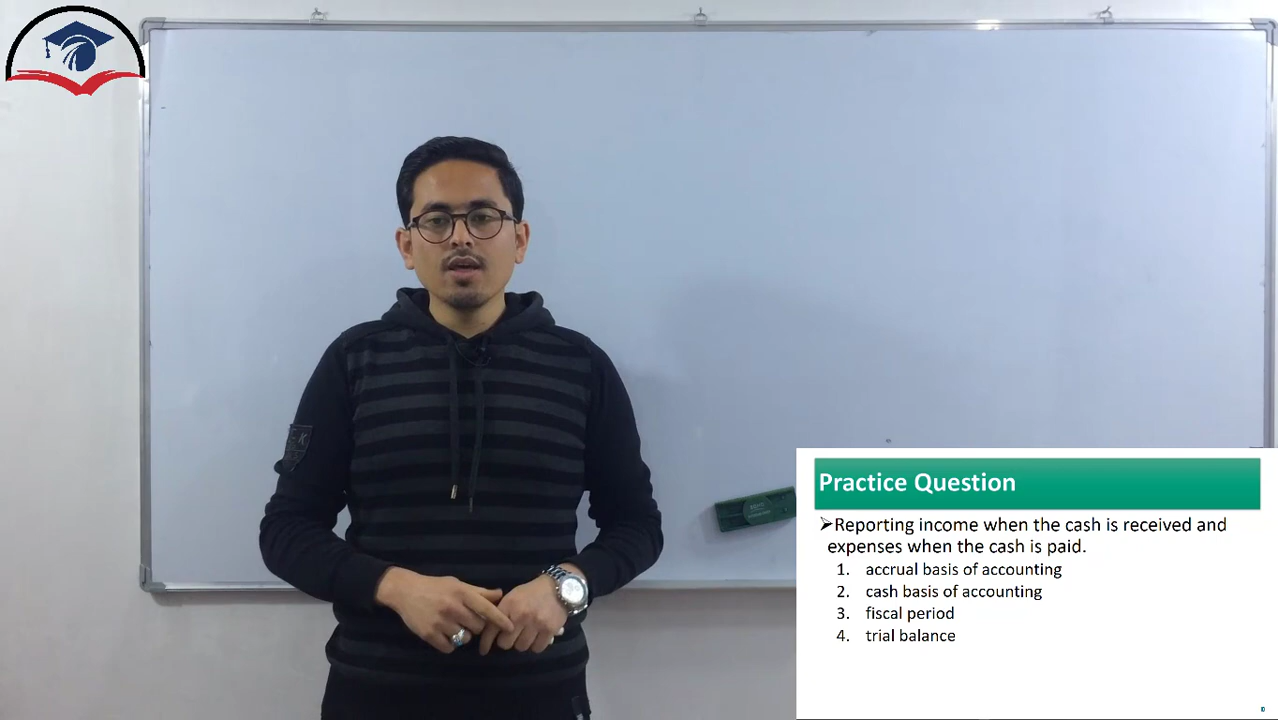 Practice Question
➢Reporting income when the cash is received and
expenses when the cash is paid.
1. accrual basis of accounting
2. cash basis of accounting
3. fiscal period
4. trial balance